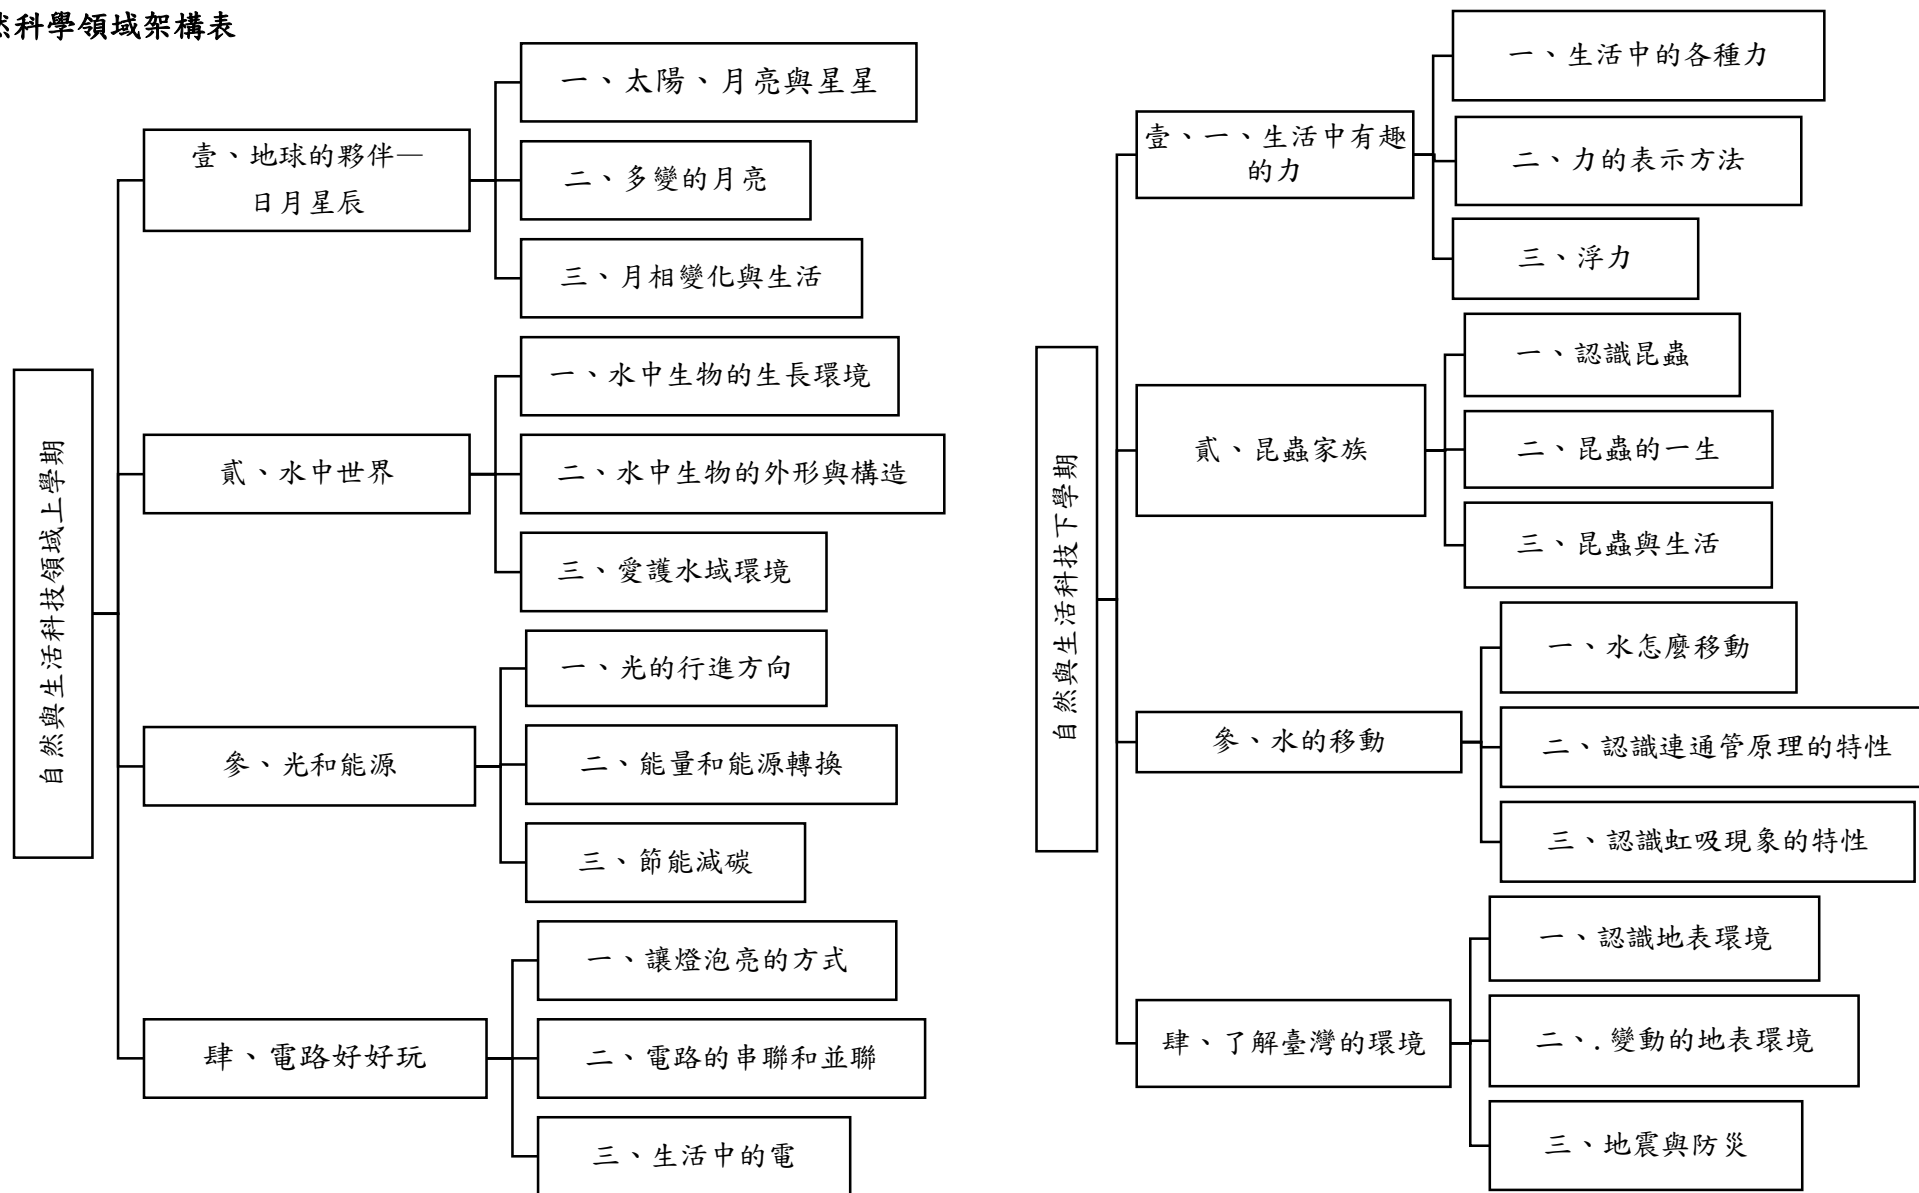 然科學領域架構表
自然與生活科技領域上學期
壹、地球的夥伴—
日月星辰
一、太陽、月亮與星星
二、多變的月亮
三、月相變化與生活
貳、水中世界
一、水中生物的生長環境
二、水中生物的外形與構造
三、愛護水域環境
參、光和能源
一、光的行進方向
二、能量和能源轉換
三、節能減碳
肆、電路好好玩
一、讓燈泡亮的方式
二、電路的串聯和並聯
三、生活中的電
自然與生活科技下學期
壹、一、生活中有趣
的力
一、生活中的各種力
二、力的表示方法
三、浮力
貳、昆蟲家族
一、認識昆蟲
二、昆蟲的一生
三、昆蟲與生活
參、水的移動
一、水怎麼移動
二、認識連通管原理的特性
三、認識虹吸現象的特性
肆、了解臺灣的環境
一、認識地表環境
二、.變動的地表環境
三、地震與防災